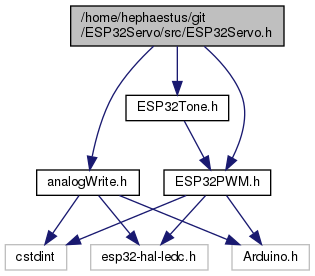 /home/hephaestus/git
/ESP32Servo/src/ESP32Servo.h
ESP32Tone.h
analogWrite.h
ESP32PWM.h
cstdint
esp32-hal-ledc.h
Arduino.h